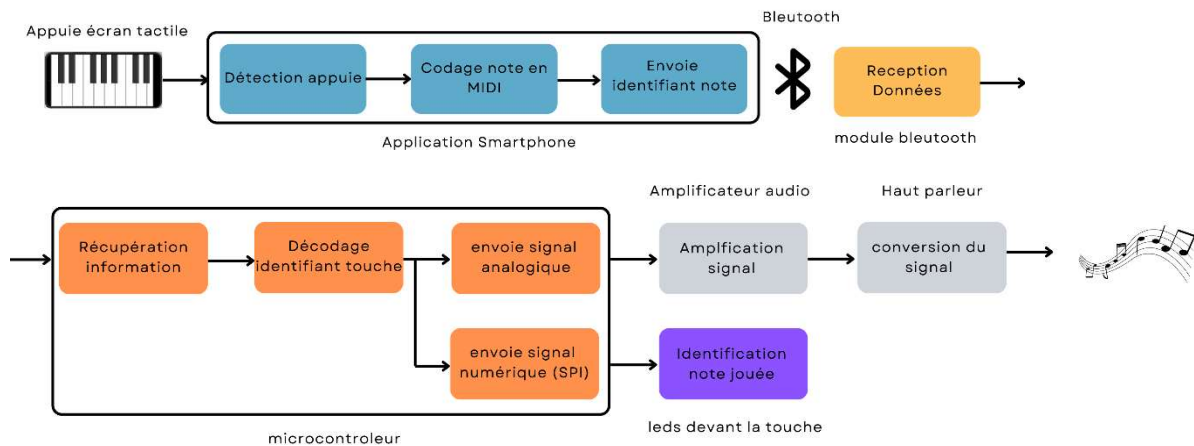 Appuie écran tactile
Bleutooth
Détection appuie
Codage note en
MIDI
Envoie
identifiant note
Reception
Données
Application Smartphone
module bleutooth
Amplificateur audio
Haut parleur
Récupération
information
Décodage
identifiant touche
envoie signal
analogique
Amplfication
signal
conversion du
signal
envoie signal
numérique (SPI)
Identification
note jouée
microcontroleur
leds devant la touche